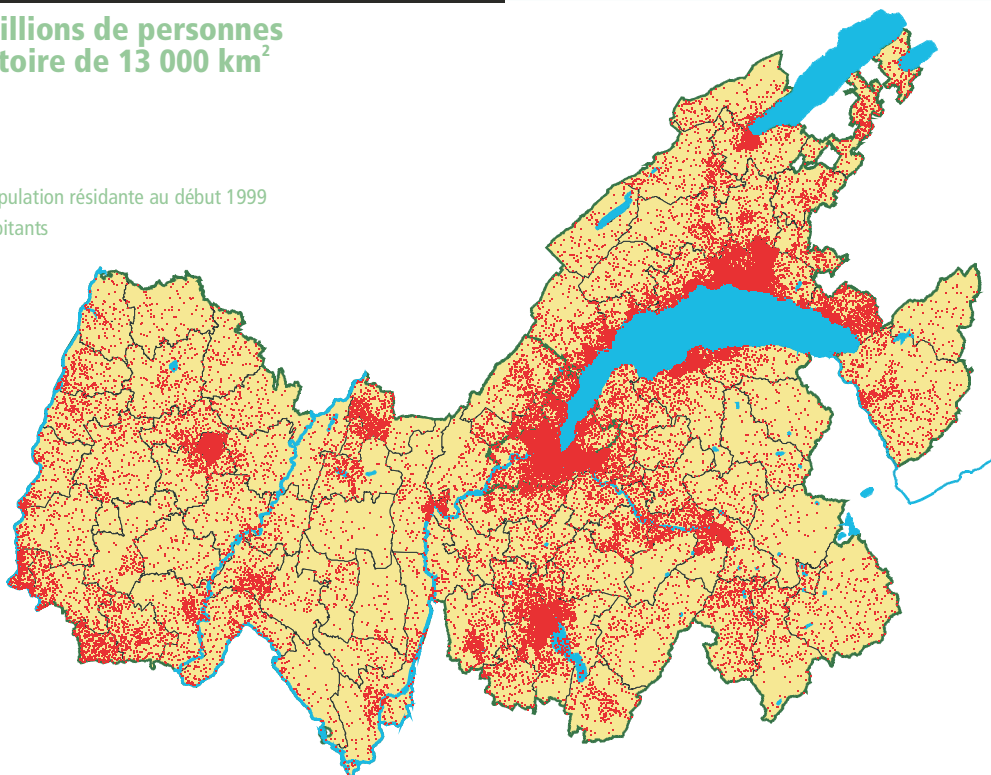 illions de personnes
toire de 13 000 km²
pulation résidante au début 1999
bitants